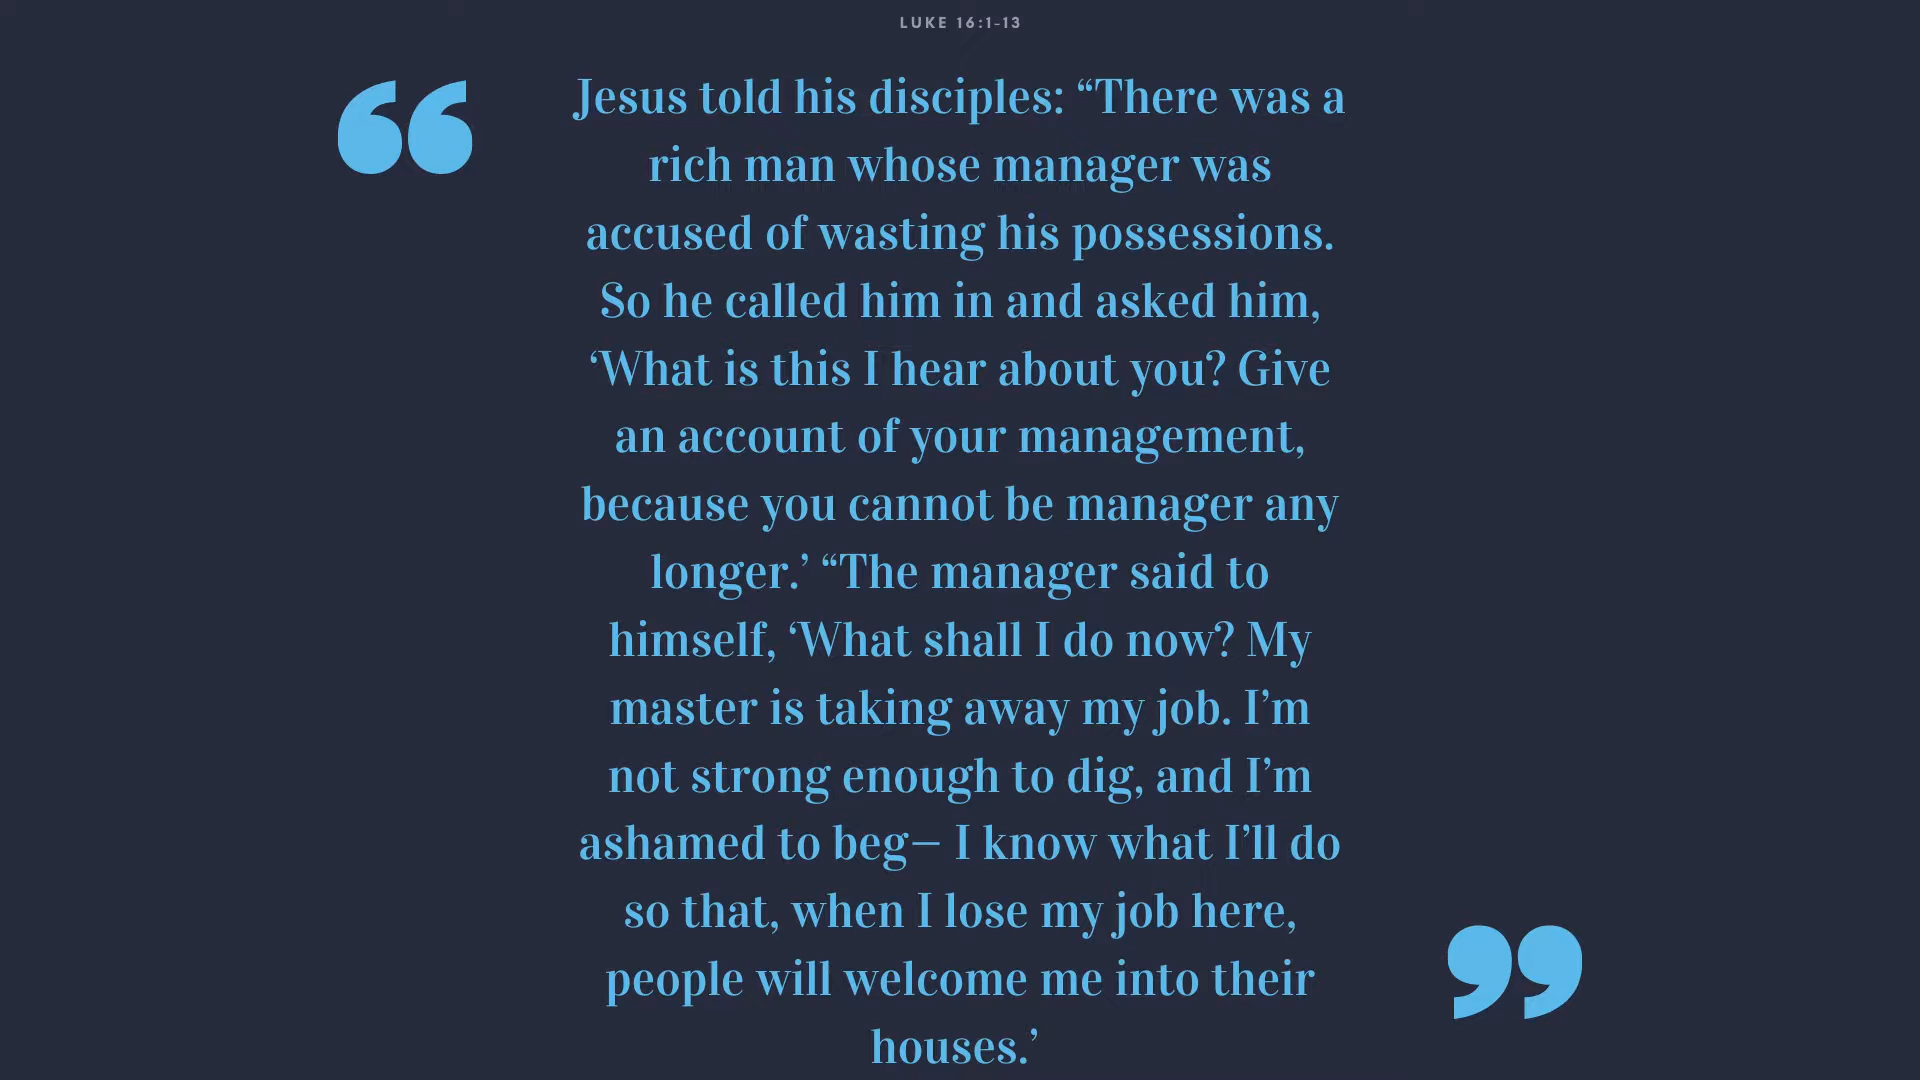 LUKE 16:1-13
Jesus told his disciples: “There was a
rich man whose manager was
accused of wasting his possessions.
So he called him in and asked him,
‘What is this I hear about you? Give
an account of your management,
because you cannot be manager any
longer.’ “The manager said to
himself, ‘What shall I do now? My
master is taking away my job. I’m
not strong enough to dig, and I’m
ashamed to beg— I know what I’ll do
so that, when I lose my job here,
people will welcome me into their
houses.’